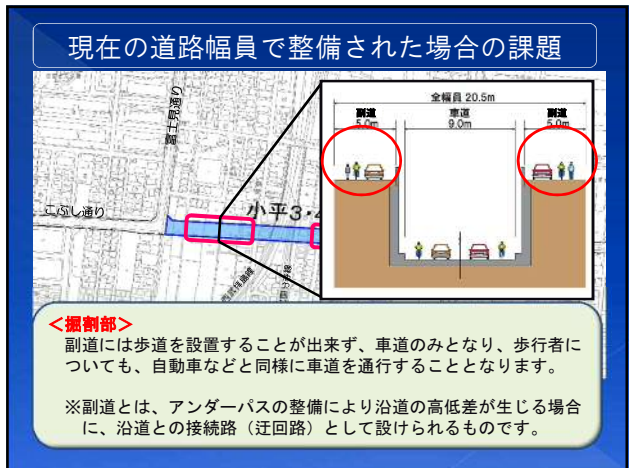 現在の道路幅員で整備された場合の課題
富士見通り
こぶし通り
小平3・4
西武拝島線
全幅員 20.5m
副道
5.0m
車道
9.0m
副道
5.0m
<掘割部>
副道には歩道を設置することが出来ず、車道のみとなり、歩行者に
ついても、自動車などと同様に車道を通行することとなります。
※副道とは、アンダーパスの整備により沿道の高低差が生じる場合
に、沿道との接続路（迂回路）として設けられるものです。